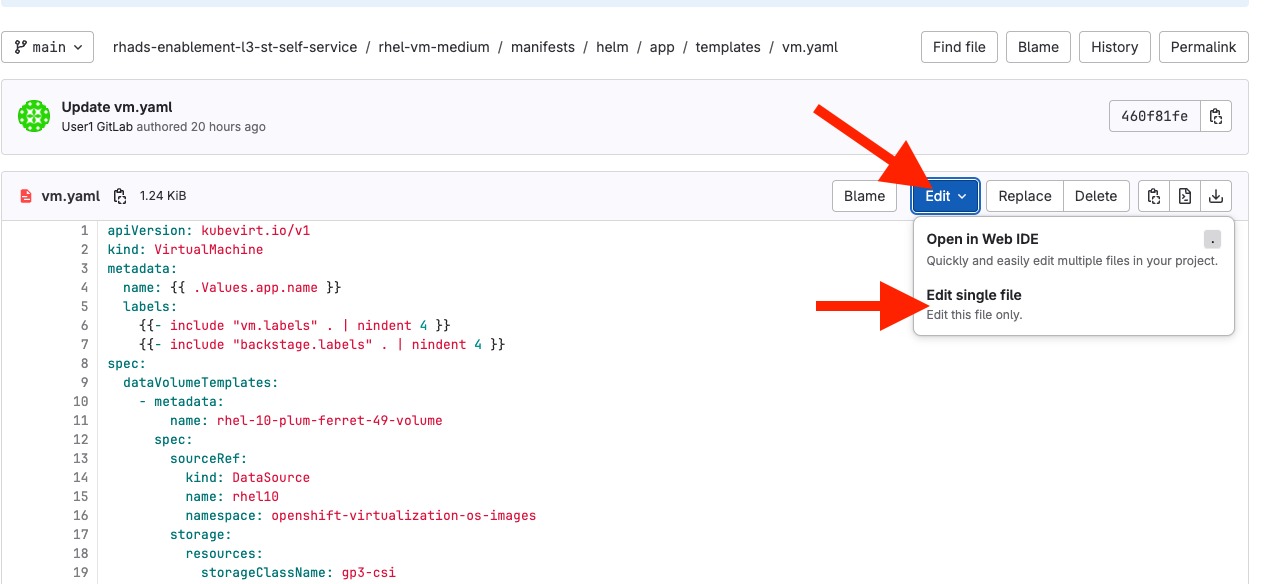 main
rhads-enablement-l3-st-self-service / rhel-vm-medium / manifests / helm / app / templates / vm.yaml
Find file
Blame
History
Permalink
Update vm.yaml
User1 GitLab authored 20 hours ago
460f81fe
vm.yaml
1.24 KiB
Blame
Edit
Replace
Delete
Open in Web IDE
.
Quickly and easily edit multiple files in your project.
Edit single file
Edit this file only.
1 apiVersion: kubevirt.io/v1
2 kind: VirtualMachine
3 metadata:
4   name: {{ .Values.app.name }}
5   labels:
6     {{- include "vm.labels" . | nindent 4 }}
7     {{- include "backstage.labels" . | nindent 4 }}
8 spec:
9   dataVolumeTemplates:
10     - metadata:
11         name: rhel-10-plum-ferret-49-volume
12       spec:
13         sourceRef:
14           kind: DataSource
15           name: rhel10
16           namespace: openshift-virtualization-os-images
17         storage:
18           resources:
19             storageClassName: gp3-csi